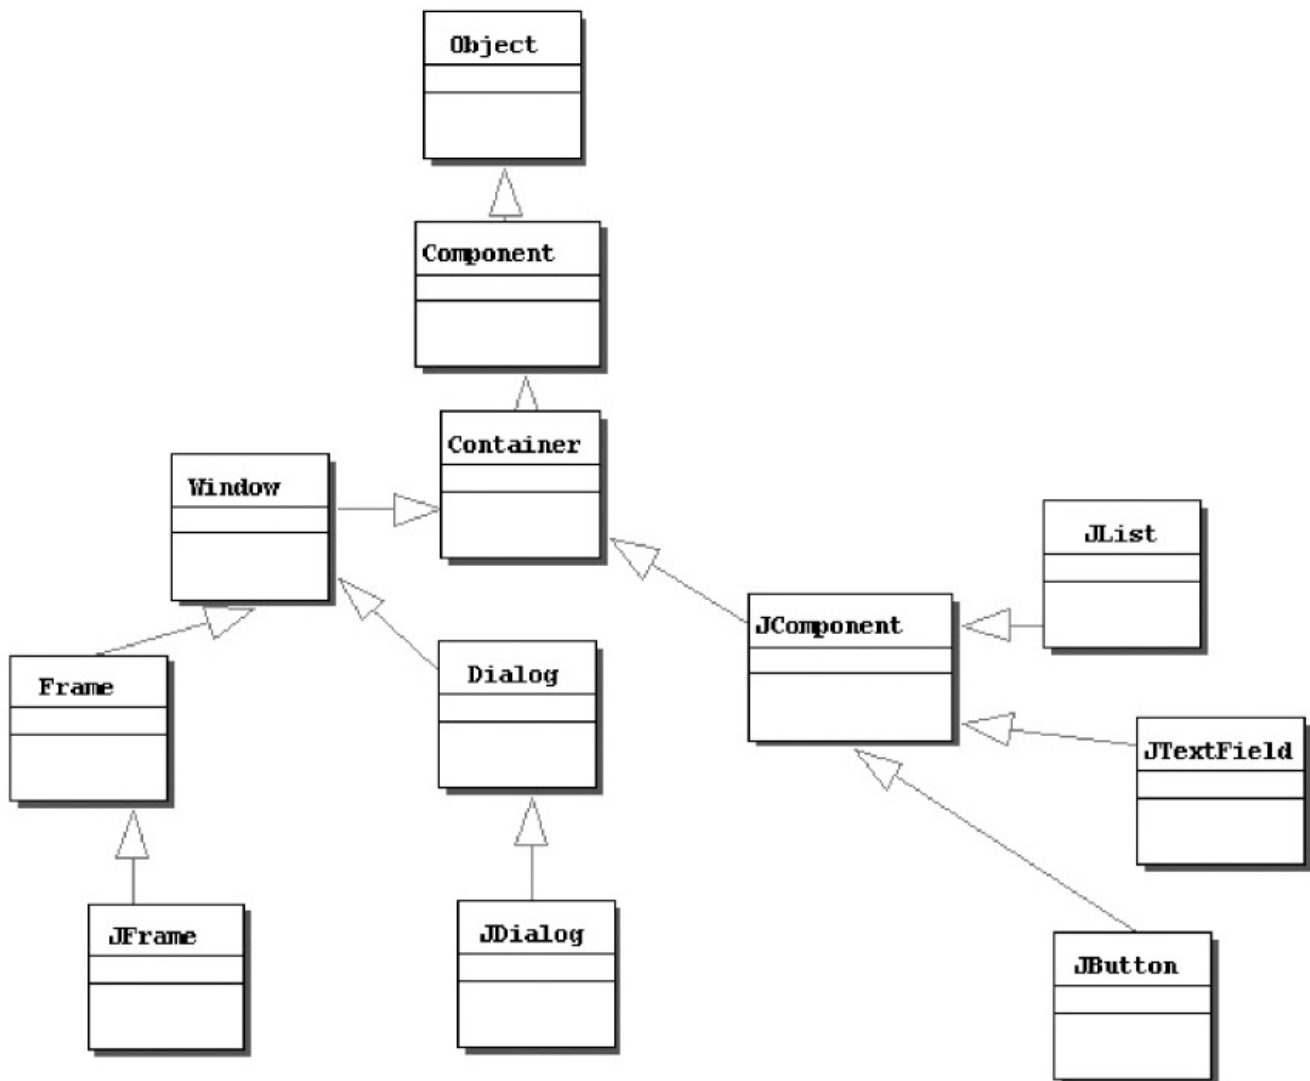 Object
Component
Container
Window
JList
JComponent
Dialog
Frame
JTextField
JFrame
JDialog
JButton